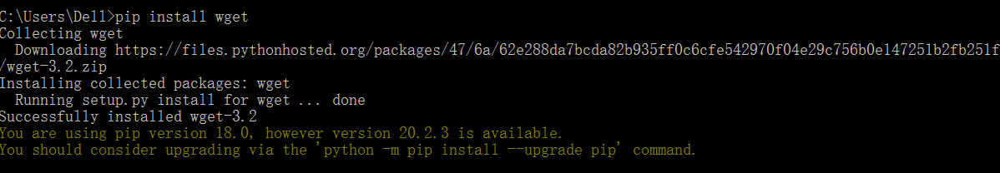 C:\Users\Dell>pip install wget
Collecting wget
  Downloading https://files.pythonhosted.org/packages/47/6a/62e288da7bcda82b935ff0c6cfe542970f04e29c756b0e147251b2fb251f
/wget-3.2.zip
Installing collected packages: wget
  Running setup.py install for wget ... done
Successfully installed wget-3.2
You are using pip version 18.0, however version 20.2.3 is available.
You should consider upgrading via the 'python -m pip install --upgrade pip' command.